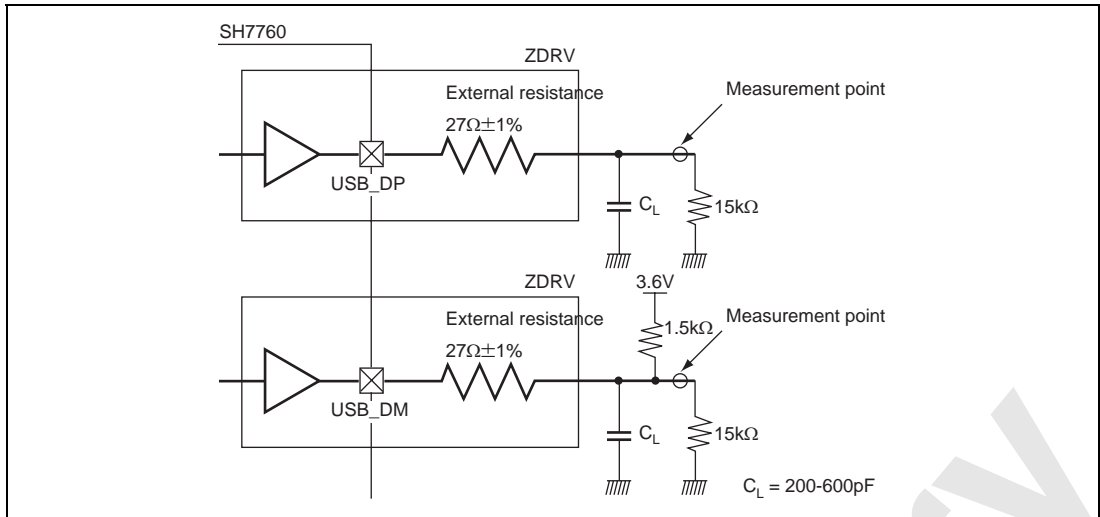 SH7760
ZDRV
External resistance
27Ω±1%
Measurement point
USB_DP
C_L
15kΩ
ZDRV
3.6V
External resistance
27Ω±1%
1.5kΩ
Measurement point
USB_DM
C_L
15kΩ
C_L = 200-600pF